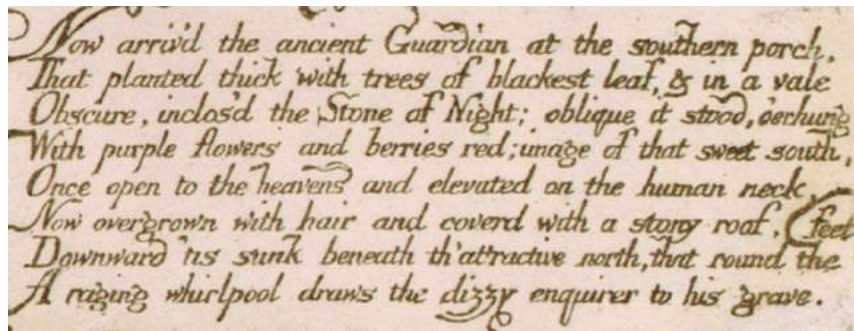 Now arriv'd the ancient Guardian at the southern porch,
That planted thick with trees of blackest leaf, & in a vale
Obscure, inclos'd the Stone of Night; oblique it stood, o'erhung
With purple flowers and berries red; image of that sweet south,
Once open to the heavens and elevated on the human neck,
Now overgrown with hair and coverd with a stony roof,
Downward 'tis sunk beneath th' attractive north, that round the feet
A raging whirlpool draws the dizzy enquirer to his grave.